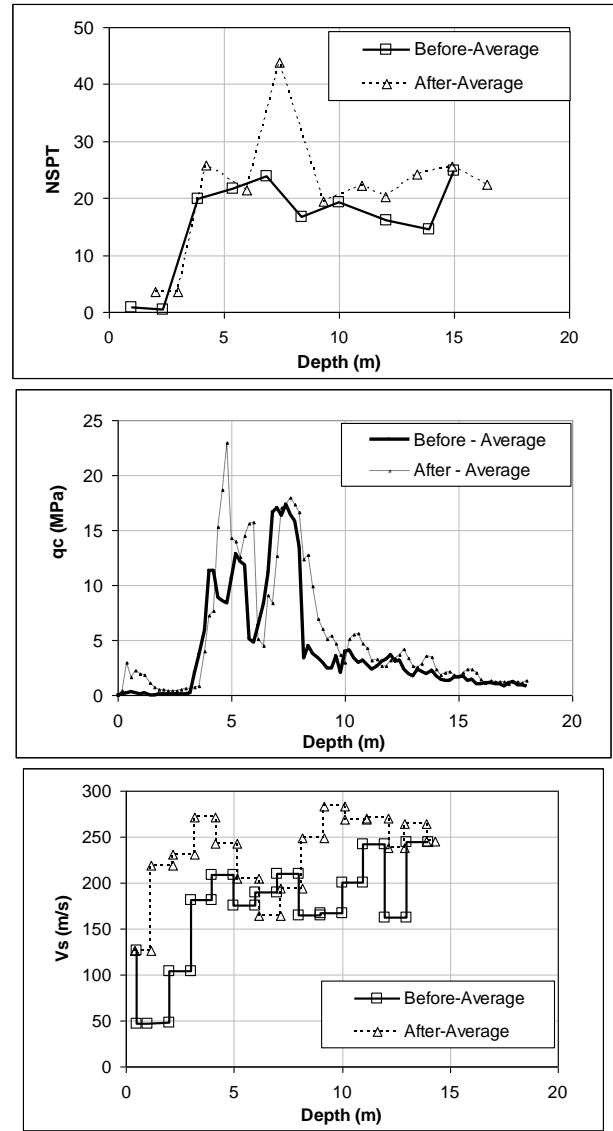 50
40
30
20
10
0
NSPT
Before-Average
After-Average
0 5 10 15 20
Depth (m)
25
20
15
10
5
0
qc (MPa)
Before - Average
After - Average
0 5 10 15 20
Depth (m)
300
250
200
150
100
50
0
Vs (m/s)
Before-Average
After-Average
0 5 10 15 20
Depth (m)